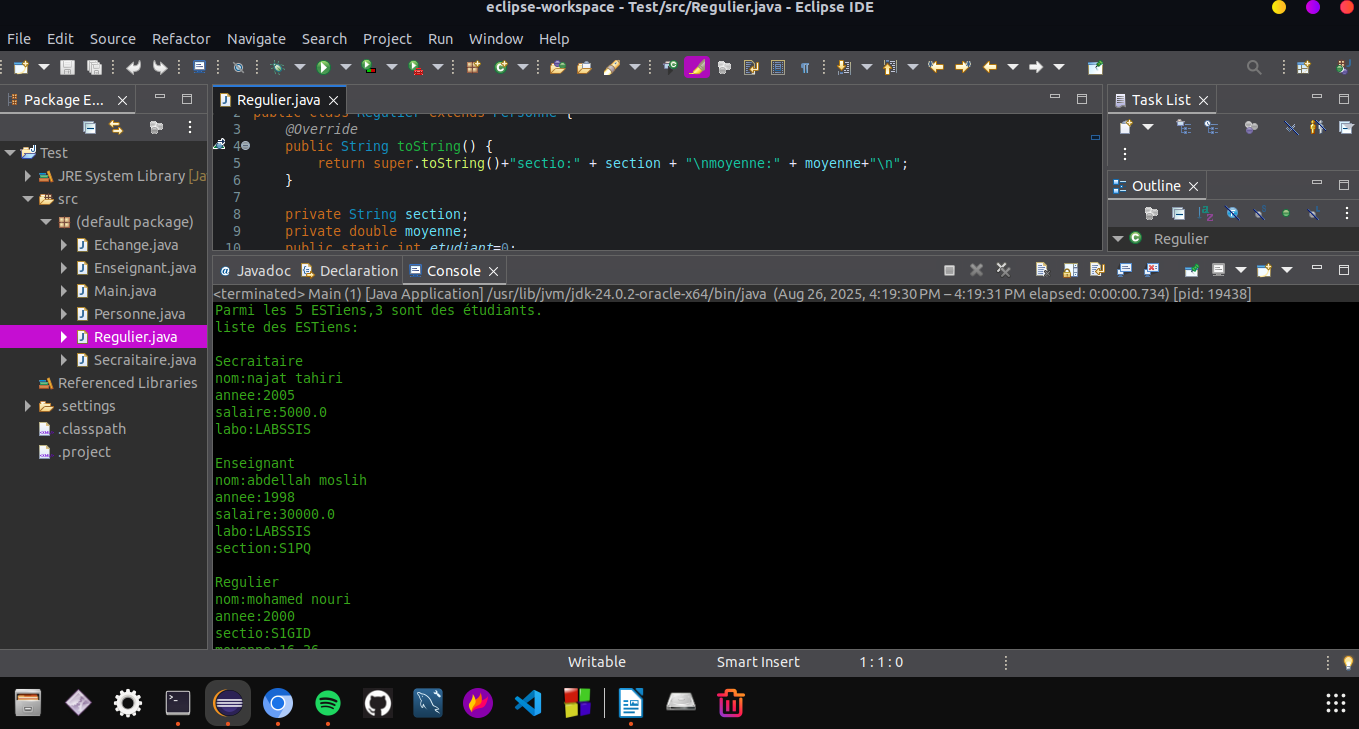 eclipse-workspace - Test/src/Regulier.java - Eclipse IDE
File Edit Source Refactor Navigate Search Project Run Window Help
Package E...
Test
JRE System Library [Ja
src
(default package)
Echange.java
Enseignant.java
Main.java
Personne.java
Regulier.java
Secraitaire.java
Referenced Libraries
.settings
.classpath
.project
Regulier.java
2 public class Regulier extends Personne {
3 @Override
4 public String toString() {
5 return super.toString()+"sectio:" + section + "\nmoyenne:" + moyenne+"\n";
6 }
7
8 private String section;
9 private double moyenne;
10 public static int etudiant=0;
Task List
Outline
Regulier
Javadoc Declaration Console
<terminated> Main (1) [Java Application] /usr/lib/jvm/jdk-24.0.2-oracle-x64/bin/java (Aug 26, 2025, 4:19:30 PM – 4:19:31 PM elapsed: 0:00:00.734) [pid: 19438]
Parmi les 5 ESTiens,3 sont des étudiants.
liste des ESTiens:
Secraitaire
nom:najat tahiri
annee:2005
salaire:5000.0
labo:LABSSIS
Enseignant
nom:abdellah moslih
annee:1998
salaire:30000.0
labo:LABSSIS
section:S1PQ
Regulier
nom:mohamed nouri
annee:2000
sectio:S1GID
moyenne:16.26
Writable Smart Insert 1 : 1 : 0